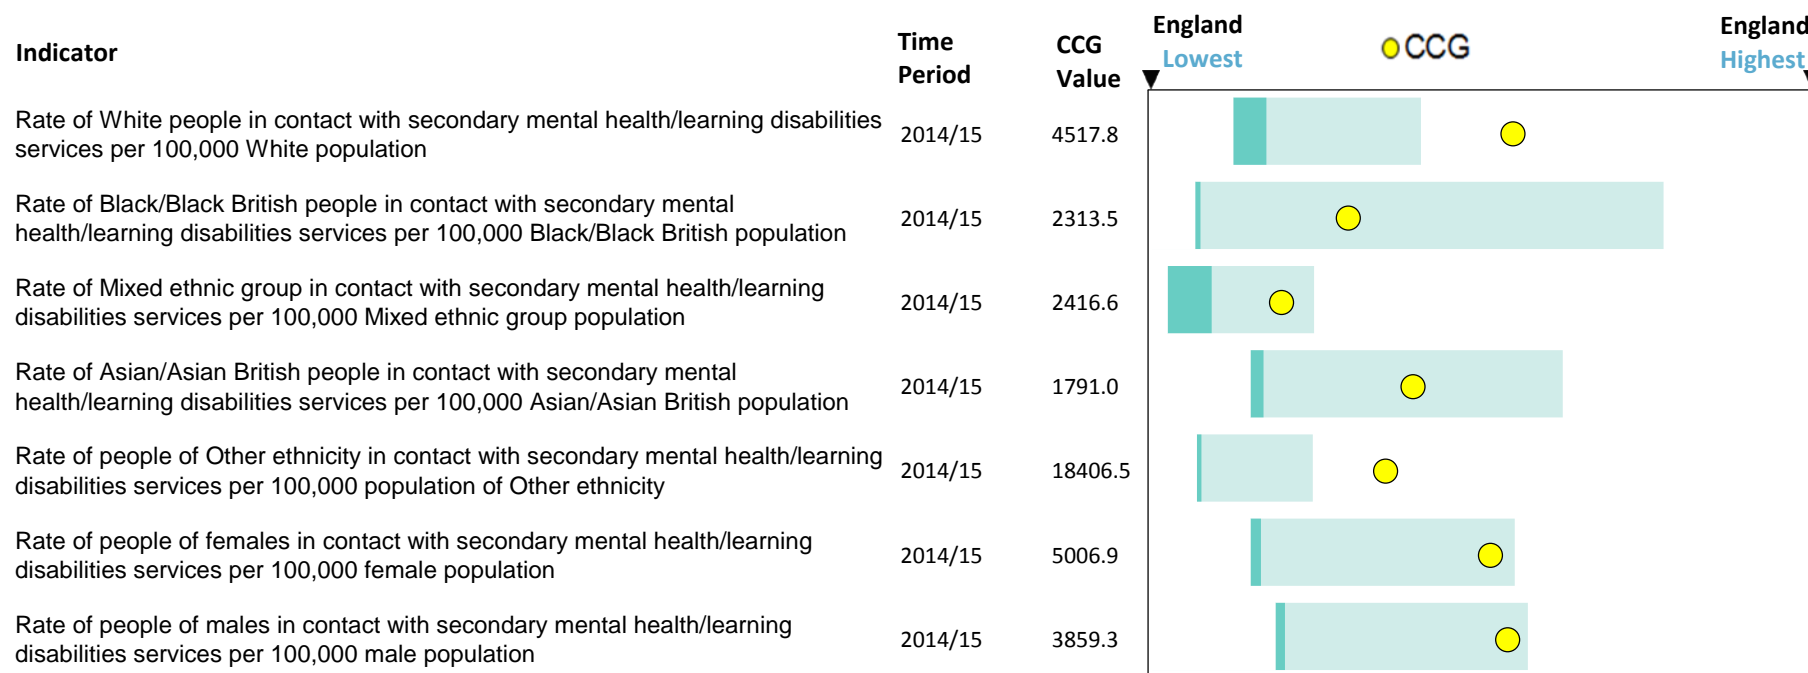 Indicator
Time
Period
CCG
Value
England
Lowest
CCG
England
Highest
Rate of White people in contact with secondary mental health/learning disabilities
services per 100,000 White population
2014/15
4517.8
Rate of Black/Black British people in contact with secondary mental
health/learning disabilities services per 100,000 Black/Black British population
2014/15
2313.5
Rate of Mixed ethnic group in contact with secondary mental health/learning
disabilities services per 100,000 Mixed ethnic group population
2014/15
2416.6
Rate of Asian/Asian British people in contact with secondary mental
health/learning disabilities services per 100,000 Asian/Asian British population
2014/15
1791.0
Rate of people of Other ethnicity in contact with secondary mental health/learning
disabilities services per 100,000 population of Other ethnicity
2014/15
18406.5
Rate of people of females in contact with secondary mental health/learning
disabilities services per 100,000 female population
2014/15
5006.9
Rate of people of males in contact with secondary mental health/learning
disabilities services per 100,000 male population
2014/15
3859.3